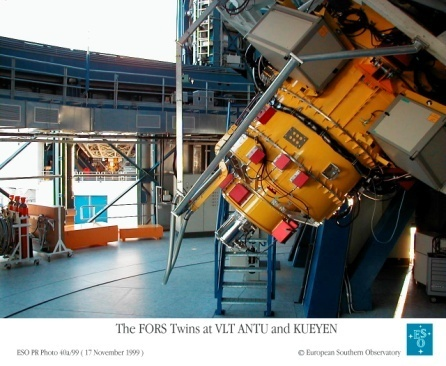 The FORS Twins at VLT ANTU and KUEYEN
ESO PR Photo 40a/99 ( 17 November 1999 )
© European Southern Observatory
ESO